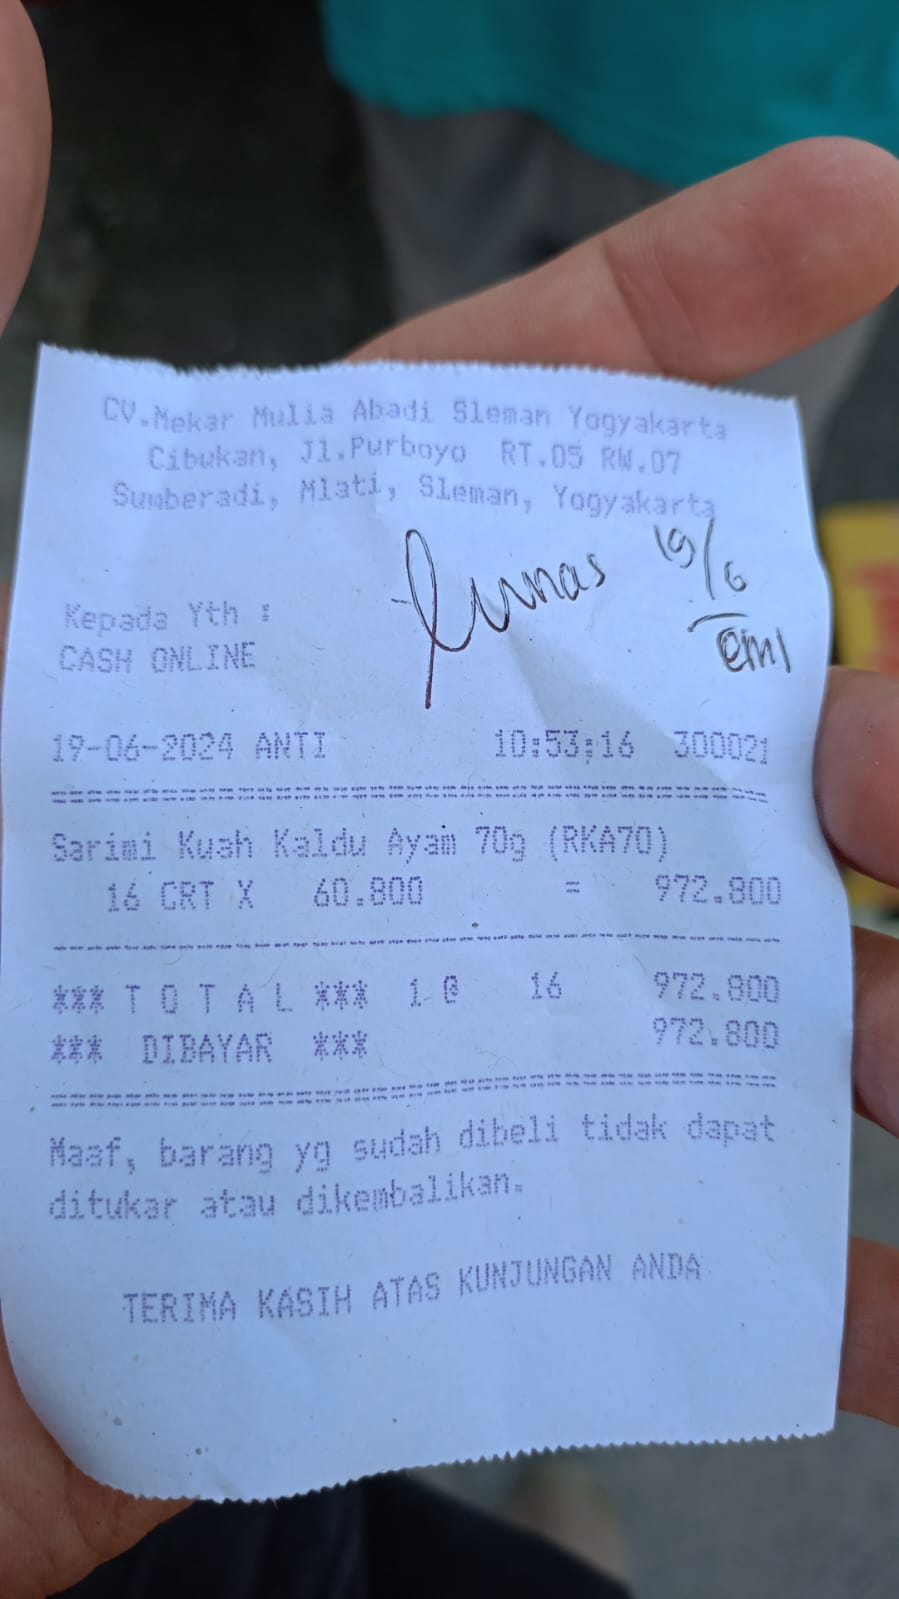 CV.Mekar Mulia Abadi Sleman Yogyakarta
Cibukan, Jl.Purboyo RT.05 RW.07
Sumberadi, Mlati, Sleman, Yogyakarta
lunas 19/6
Emi
Kepada Yth :
CASH ONLINE
19-06-2024 ANTI 10:53:16 300021
Sarimi Kuah Kaldu Ayam 70g (RKA70)
16 CRT X 60.800 = 972.800
*** T O T A L *** 1 @ 16 972.800
*** DIBAYAR *** 972.800
Maaf, barang yg sudah dibeli tidak dapat
ditukar atau dikembalikan.
TERIMA KASIH ATAS KUNJUNGAN ANDA